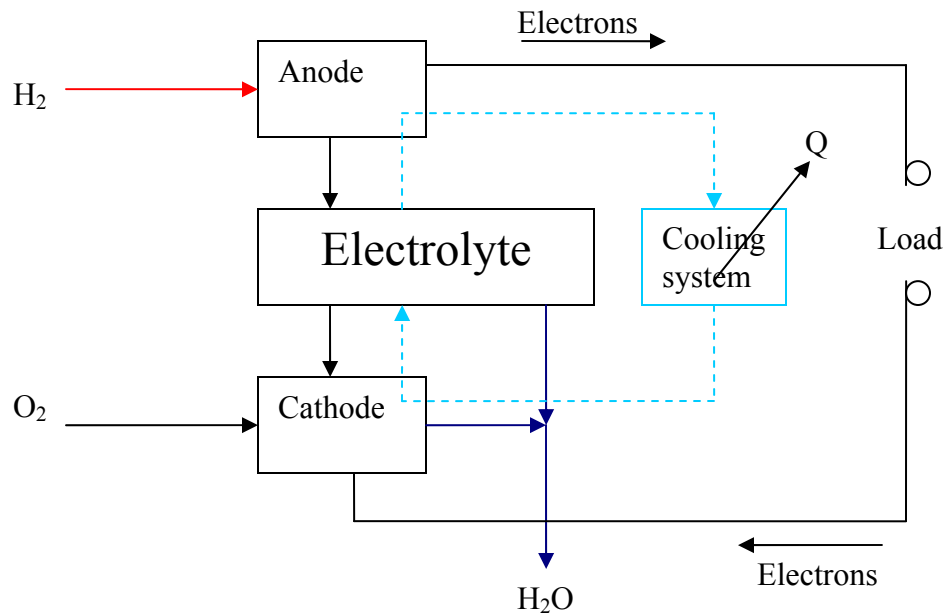 Electrons
Anode
H₂
Q
Electrolyte
Cooling
system
Load
O₂
Cathode
Electrons
H₂O